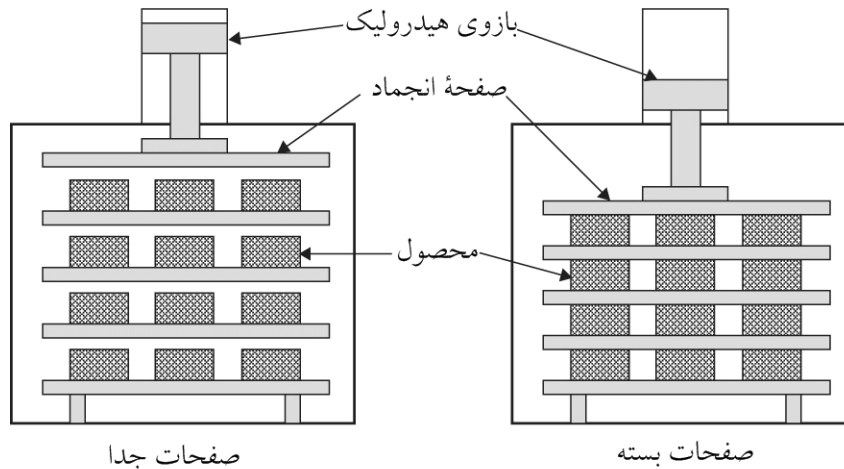 بازوی هیدرولیک
صفحهٔ انجماد
محصول
صفحات جدا
صفحات بسته